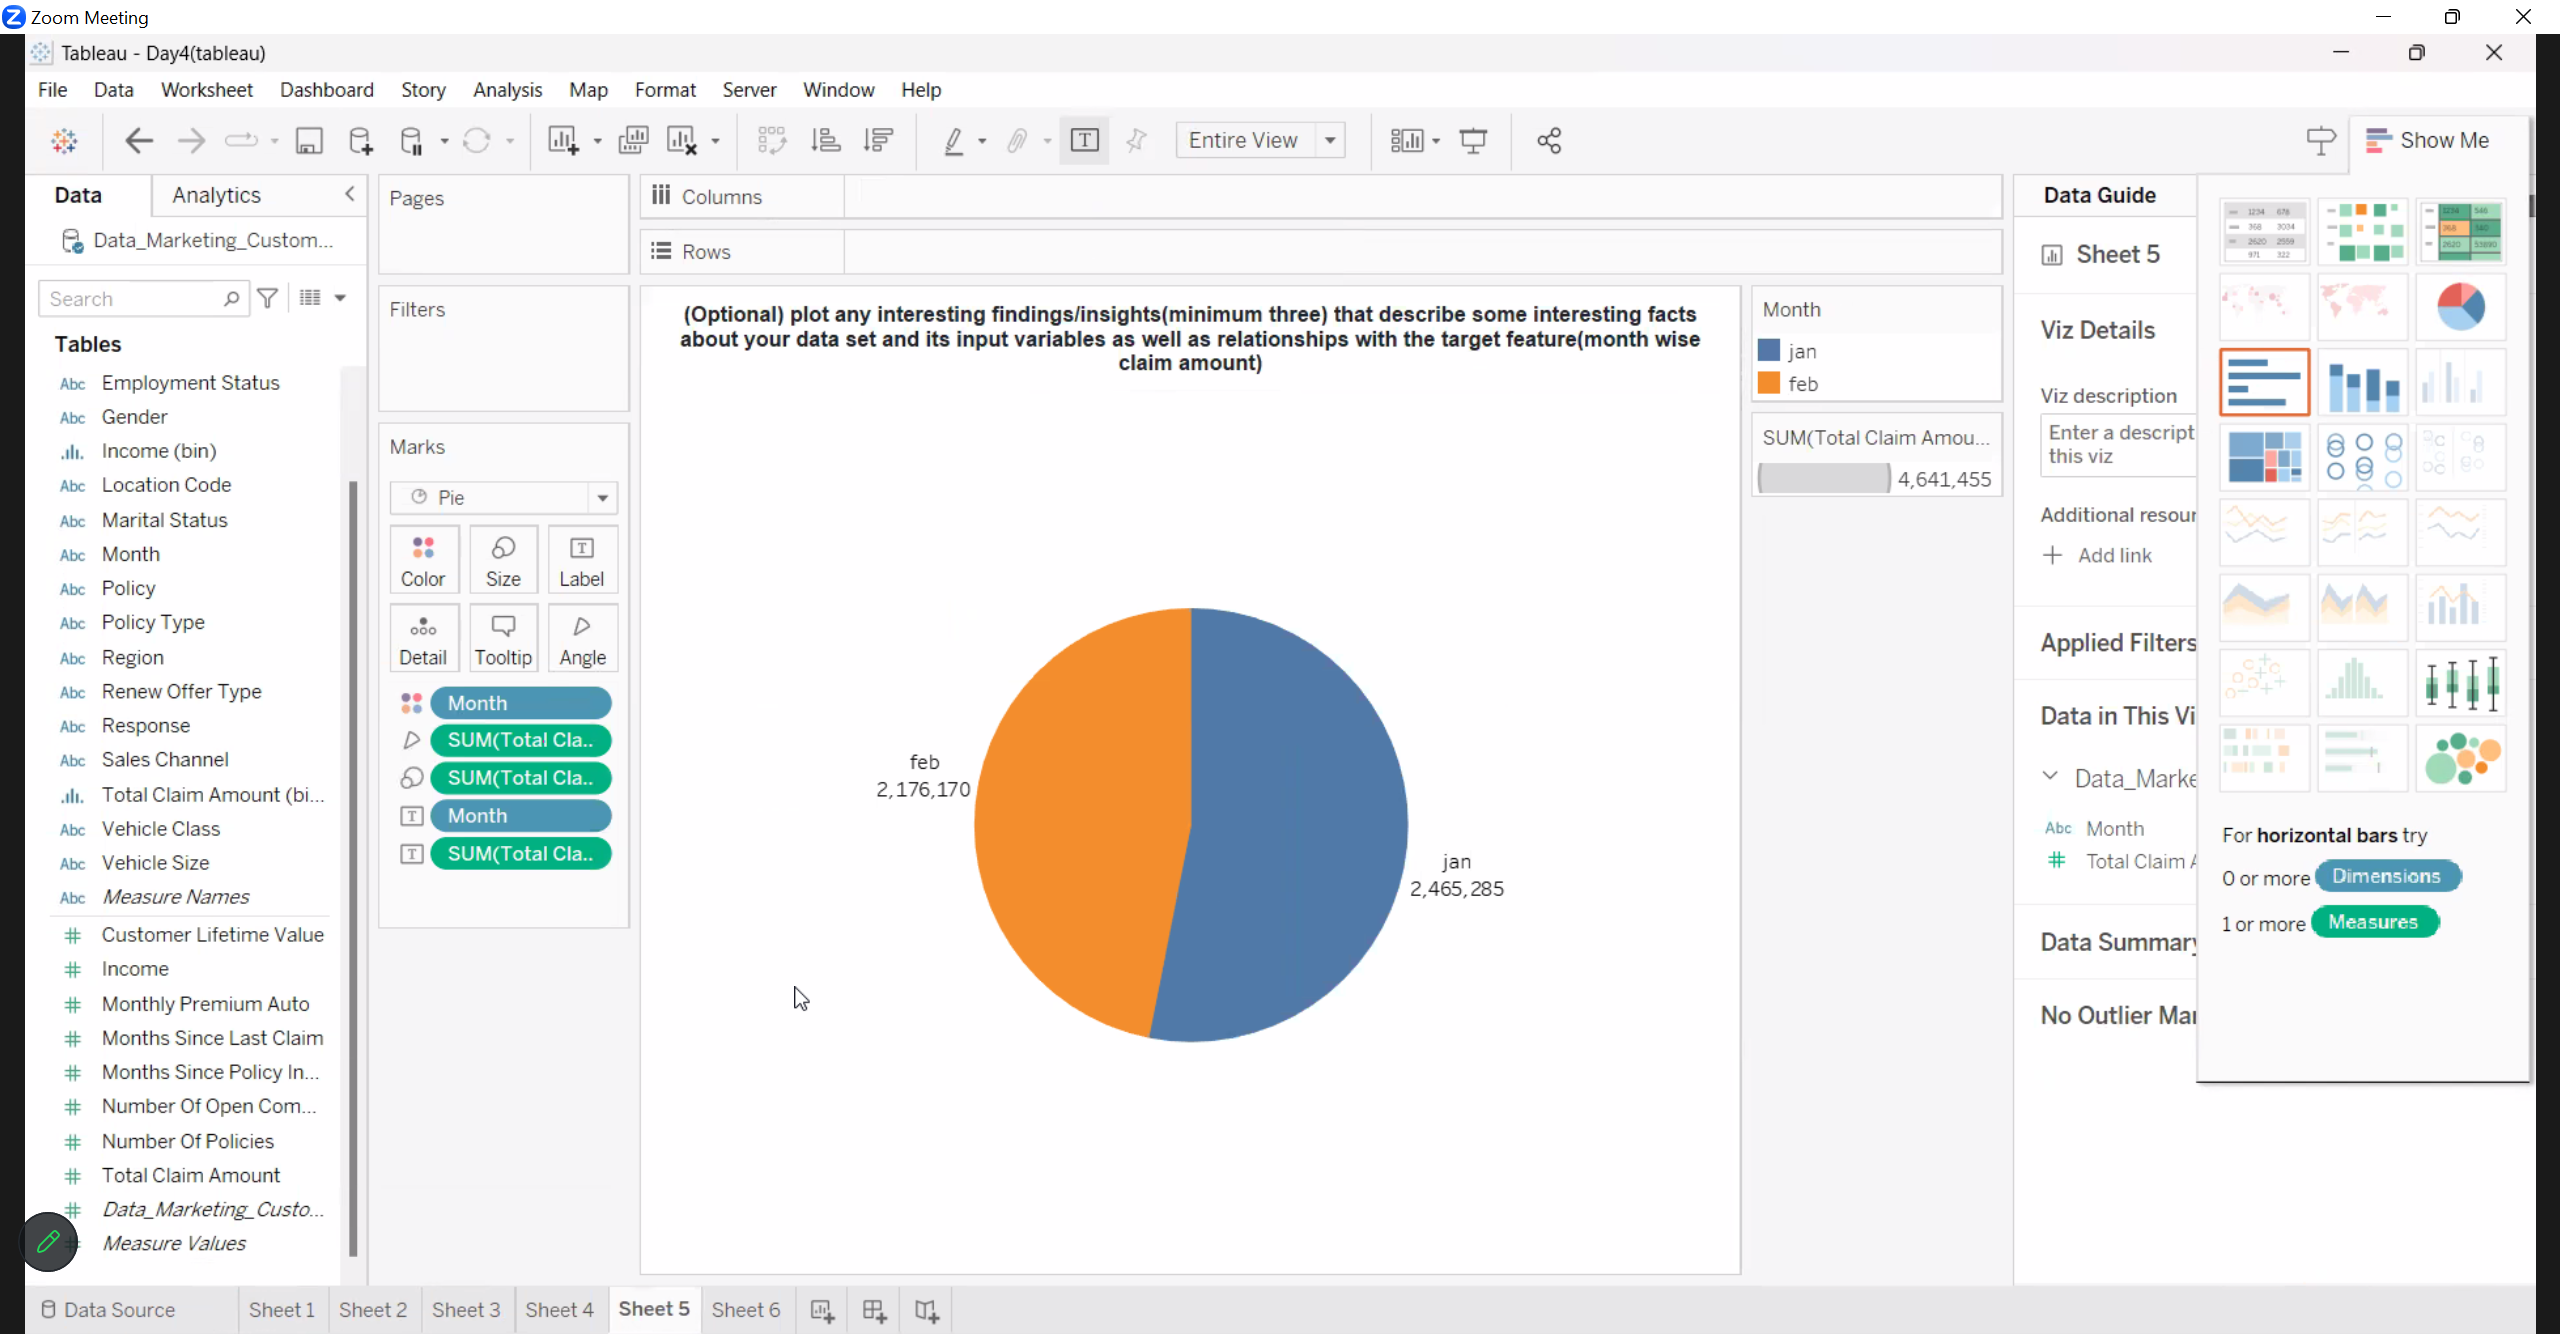 Zoom Meeting
Tableau - Day4(tableau)
File Data Worksheet Dashboard Story Analysis Map Format Server Window Help
Entire View
Show Me
Data Analytics
Data_Marketing_Custom...
Search
Tables
Abc Employment Status
Abc Gender
Income (bin)
Abc Location Code
Abc Marital Status
Abc Month
Abc Policy
Abc Policy Type
Abc Region
Abc Renew Offer Type
Abc Response
Abc Sales Channel
Total Claim Amount (bi...
Abc Vehicle Class
Abc Vehicle Size
Abc Measure Names
# Customer Lifetime Value
# Income
# Monthly Premium Auto
# Months Since Last Claim
# Months Since Policy In...
# Number Of Open Com...
# Number Of Policies
# Total Claim Amount
# Data_Marketing_Custo...
# Measure Values
Pages
Filters
Marks
Pie
Color Size Label
Detail Tooltip Angle
Month
SUM(Total Cla..
SUM(Total Cla..
Month
SUM(Total Cla..
Columns
Rows
(Optional) plot any interesting findings/insights(minimum three) that describe some interesting facts
about your data set and its input variables as well as relationships with the target feature(month wise
claim amount)
feb
2,176,170
jan
2,465,285
Month
jan
feb
SUM(Total Claim Amou...
4,641,455
Data Guide
Sheet 5
Viz Details
Viz description
Enter a descript
this viz
Additional resour
Add link
Applied Filters
Data in This Vi
Data_Marke
Abc Month
# Total Claim A
Data Summary
No Outlier Mar
For horizontal bars try
0 or more Dimensions
1 or more Measures
Data Source Sheet 1 Sheet 2 Sheet 3 Sheet 4 Sheet 5 Sheet 6